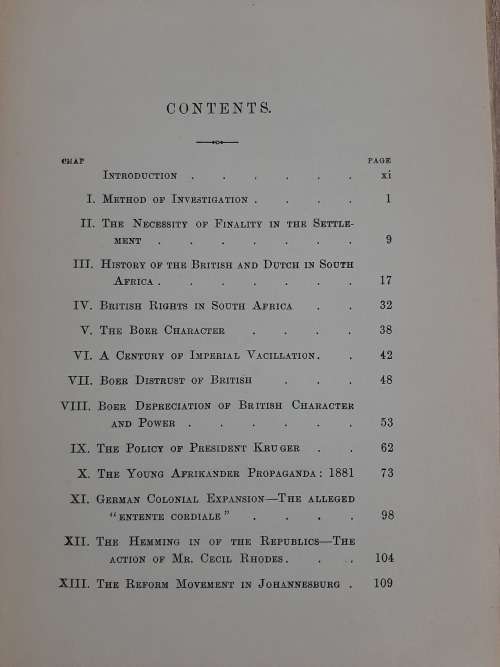 CONTENTS.
CHAP PAGE
INTRODUCTION . . . . . . xi
I. METHOD OF INVESTIGATION . . . . 1
II. THE NECESSITY OF FINALITY IN THE SETTLE-
MENT . . . . . . . 9
III. HISTORY OF THE BRITISH AND DUTCH IN SOUTH
AFRICA . . . . . . . 17
IV. BRITISH RIGHTS IN SOUTH AFRICA . . 32
V. THE BOER CHARACTER . . . . 38
VI. A CENTURY OF IMPERIAL VACILLATION . . 42
VII. BOER DISTRUST OF BRITISH . . . 48
VIII. BOER DEPRECIATION OF BRITISH CHARACTER
AND POWER . . . . . . 53
IX. THE POLICY OF PRESIDENT KRUGER . . 62
X. THE YOUNG AFRIKANDER PROPAGANDA: 1881 73
XI. GERMAN COLONIAL EXPANSION—THE ALLEGED
"ENTENTE CORDIALE" . . . . 98
XII. THE HEMMING IN OF THE REPUBLICS—THE
ACTION OF MR. CECIL RHODES . . . 104
XIII. THE REFORM MOVEMENT IN JOHANNESBURG . 109